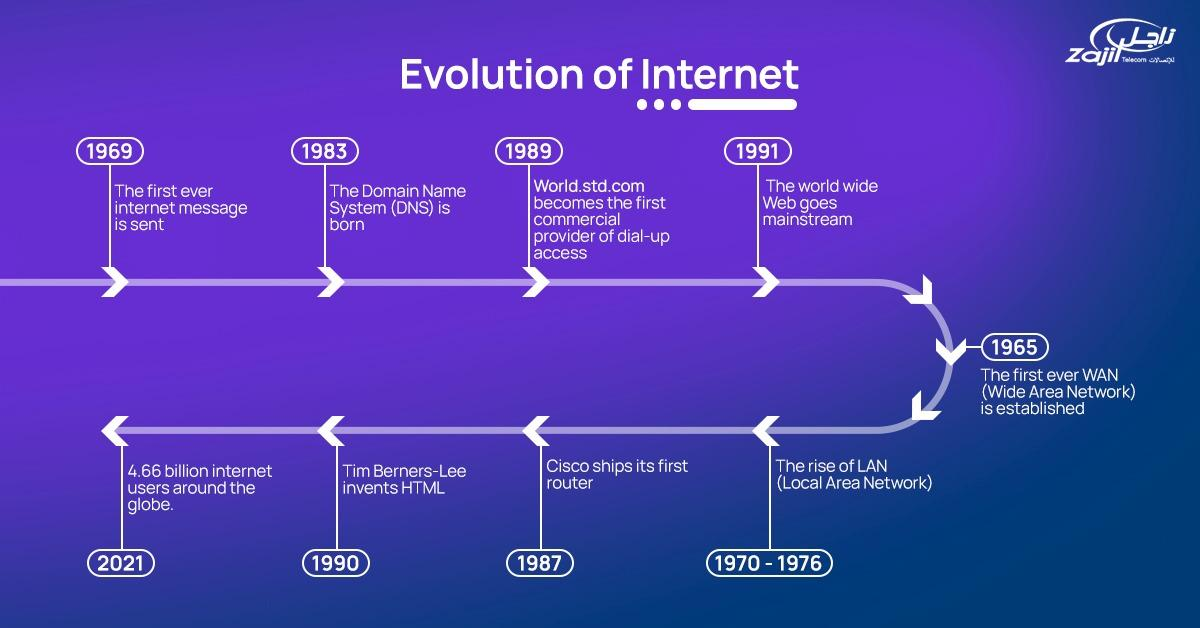 زاجل
Zajil
Telecom للإتصالات
Evolution of Internet
1969
The first ever
internet message
is sent
1983
The Domain Name
System (DNS) is
born
1989
World.std.com
becomes the first
commercial
provider of dial-up
access
1991
The world wide
Web goes
mainstream
1965
The first ever WAN
(Wide Area Network)
is established
The rise of LAN
(Local Area Network)
1970 - 1976
Cisco ships its first
router
1987
Tim Berners-Lee
invents HTML
1990
4.66 billion internet
users around the
globe.
2021